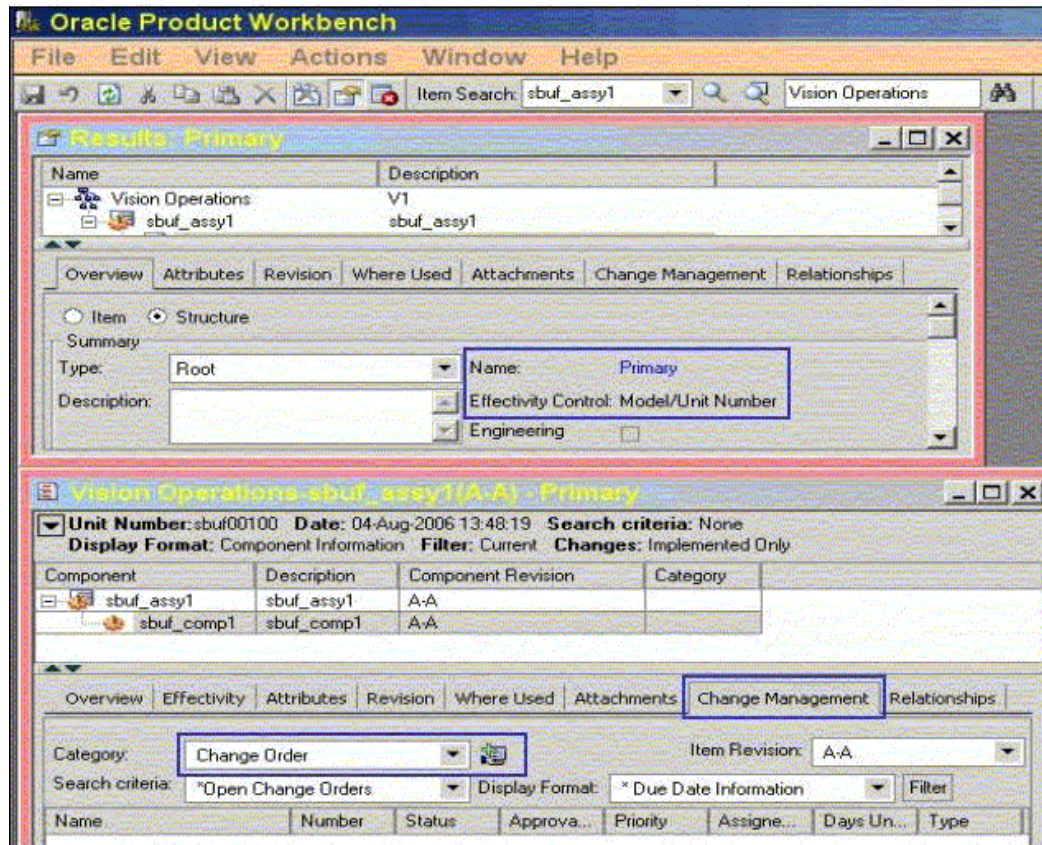 Oracle Product Workbench
File Edit View Actions Window Help
Item Search: sbuf_assy1 Vision Operations
Results: Primary
Name Description
Vision Operations V1
sbuf_assy1 sbuf_assy1
Overview Attributes Revision Where Used Attachments Change Management Relationships
Item Structure
Summary
Type: Root Name: Primary
Description: Effectivity Control: Model/Unit Number
Engineering
Vision Operations-sbuf_assy1(A-A) - Primary
Unit Number:sbuf00100 Date: 04-Aug-2006 13:48:19 Search criteria: None
Display Format: Component Information Filter: Current Changes: Implemented Only
Component Description Component Revision Category
sbuf_assy1 sbuf_assy1 A-A
sbuf_comp1 sbuf_comp1 A-A
Overview Effectivity Attributes Revision Where Used Attachments Change Management Relationships
Category: Change Order Item Revision: A-A
Search criteria: *Open Change Orders Display Format: * Due Date Information Filter
Name Number Status Approva... Priority Assigne... Days Un... Type